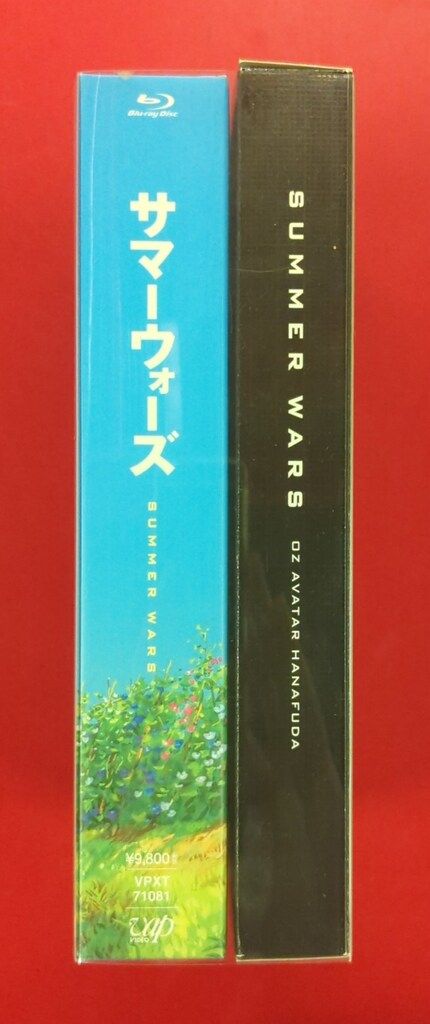 Blu-ray Disc
サマーウォーズ
SUMMER WARS
¥9,800
VPXT
71081
vap
VIDEO
SUMMER WARS
OZ AVATAR HANAFUDA